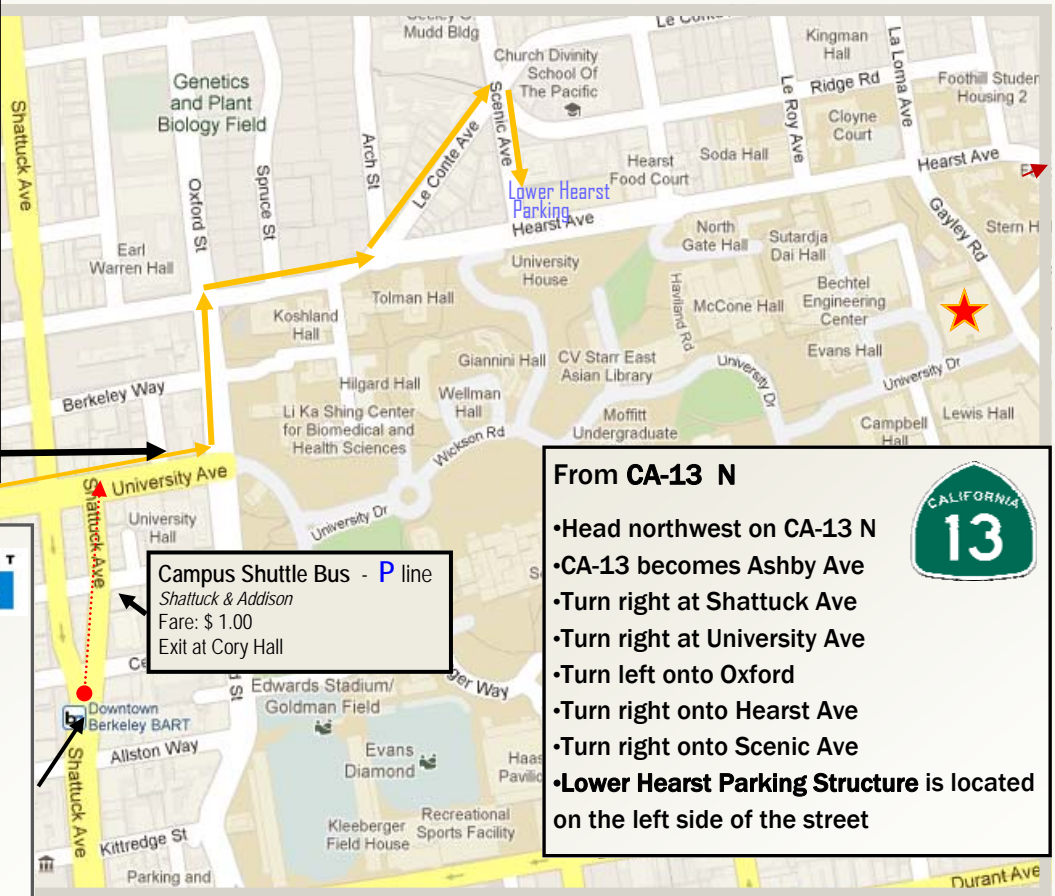 Le Conte Ave
Mudd Bldg
Kingman
Hall
La Loma Ave
Church Divinity
School Of
The Pacific
Genetics
and Plant
Biology Field
Ridge Rd
Foothill Studen
Housing 2
Shattuck Ave
Scenic Ave
Le Roy Ave
Cloyne
Court
Arch St
Le Conte Ave
Soda Hall
Hearst
Food Court
Hearst Ave
Spruce St
Oxford St
Lower Hearst
Parking
Hearst Ave
Gayley Rd
Stern H
North
Gate Hall
Sutardja
Dai Hall
Earl
Warren Hall
University
House
Tolman Hall
Haviland Rd
McCone Hall
Bechtel
Engineering
Center
Koshland
Hall
Giannini Hall
CV Starr East
Asian Library
Evans Hall
University Dr
University Dr
Berkeley Way
Hilgard Hall
Wellman
Hall
Li Ka Shing Center
for Biomedical and
Health Sciences
Wickson Rd
Moffitt
Undergraduate
Campbell
Hall
Lewis Hall
University Ave
Shattuck Ave
University
Hall
University Dr
T
Campus Shuttle Bus - P line
Shattuck & Addison
Fare: $ 1.00
Exit at Cory Hall
From CA-13 N
CALIFORNIA
13
•Head northwest on CA-13 N
•CA-13 becomes Ashby Ave
•Turn right at Shattuck Ave
•Turn right at University Ave
•Turn left onto Oxford
•Turn right onto Hearst Ave
•Turn right onto Scenic Ave
•Lower Hearst Parking Structure is located
on the left side of the street
Ce
d St
ger Way
Edwards Stadium/
Goldman Field
b
Downtown
Berkeley BART
Allston Way
Shattuck Ave
Evans
Diamond
Haas
Pavilio
Kleeberger
Field House
Recreational
Sports Facility
Kittredge St
Parking and
Durant Ave